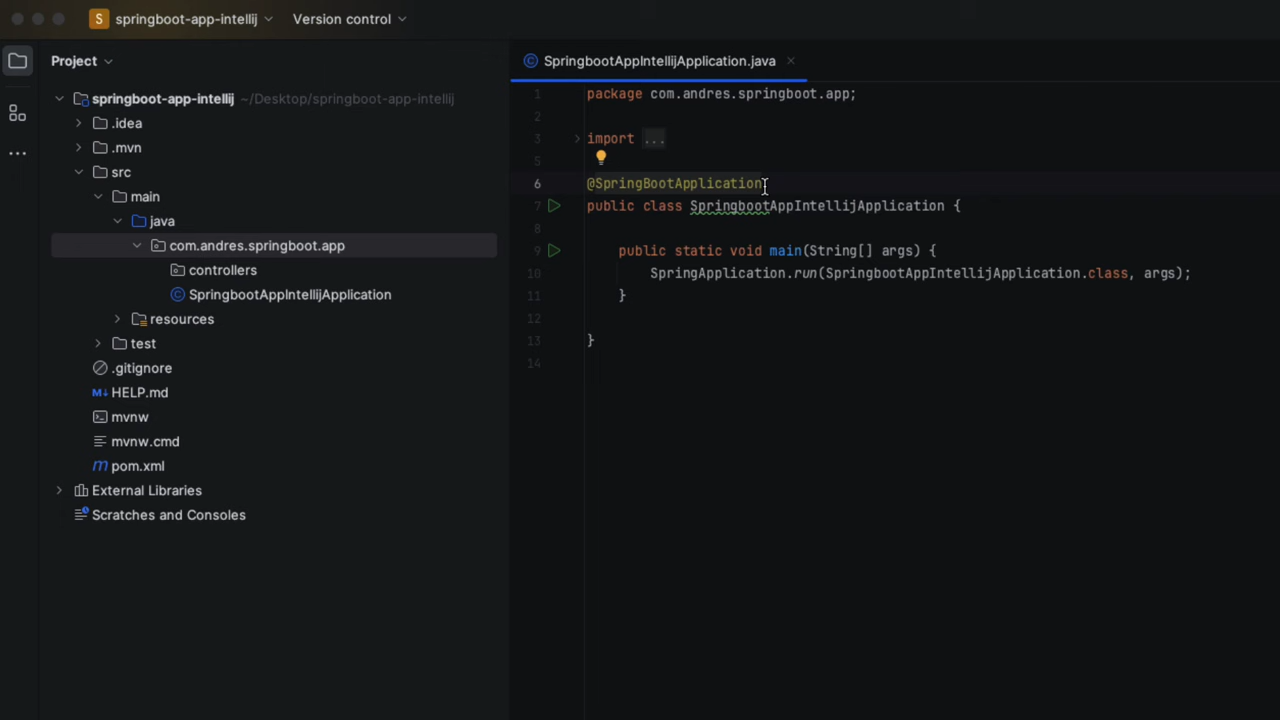 S springboot-app-intellij Version control
Project
springboot-app-intellij ~/Desktop/springboot-app-intellij
.idea
.mvn
src
main
java
com.andres.springboot.app
controllers
SpringbootAppIntellijApplication
resources
test
.gitignore
M↓ HELP.md
mvnw
mvnw.cmd
m pom.xml
External Libraries
Scratches and Consoles
© SpringbootAppIntellijApplication.java
1 package com.andres.springboot.app;
2
3 import ...
5
6 @SpringBootApplication
7 public class SpringbootAppIntellijApplication {
8
9 public static void main(String[] args) {
10 SpringApplication.run(SpringbootAppIntellijApplication.class, args);
11 }
12
13 }
14